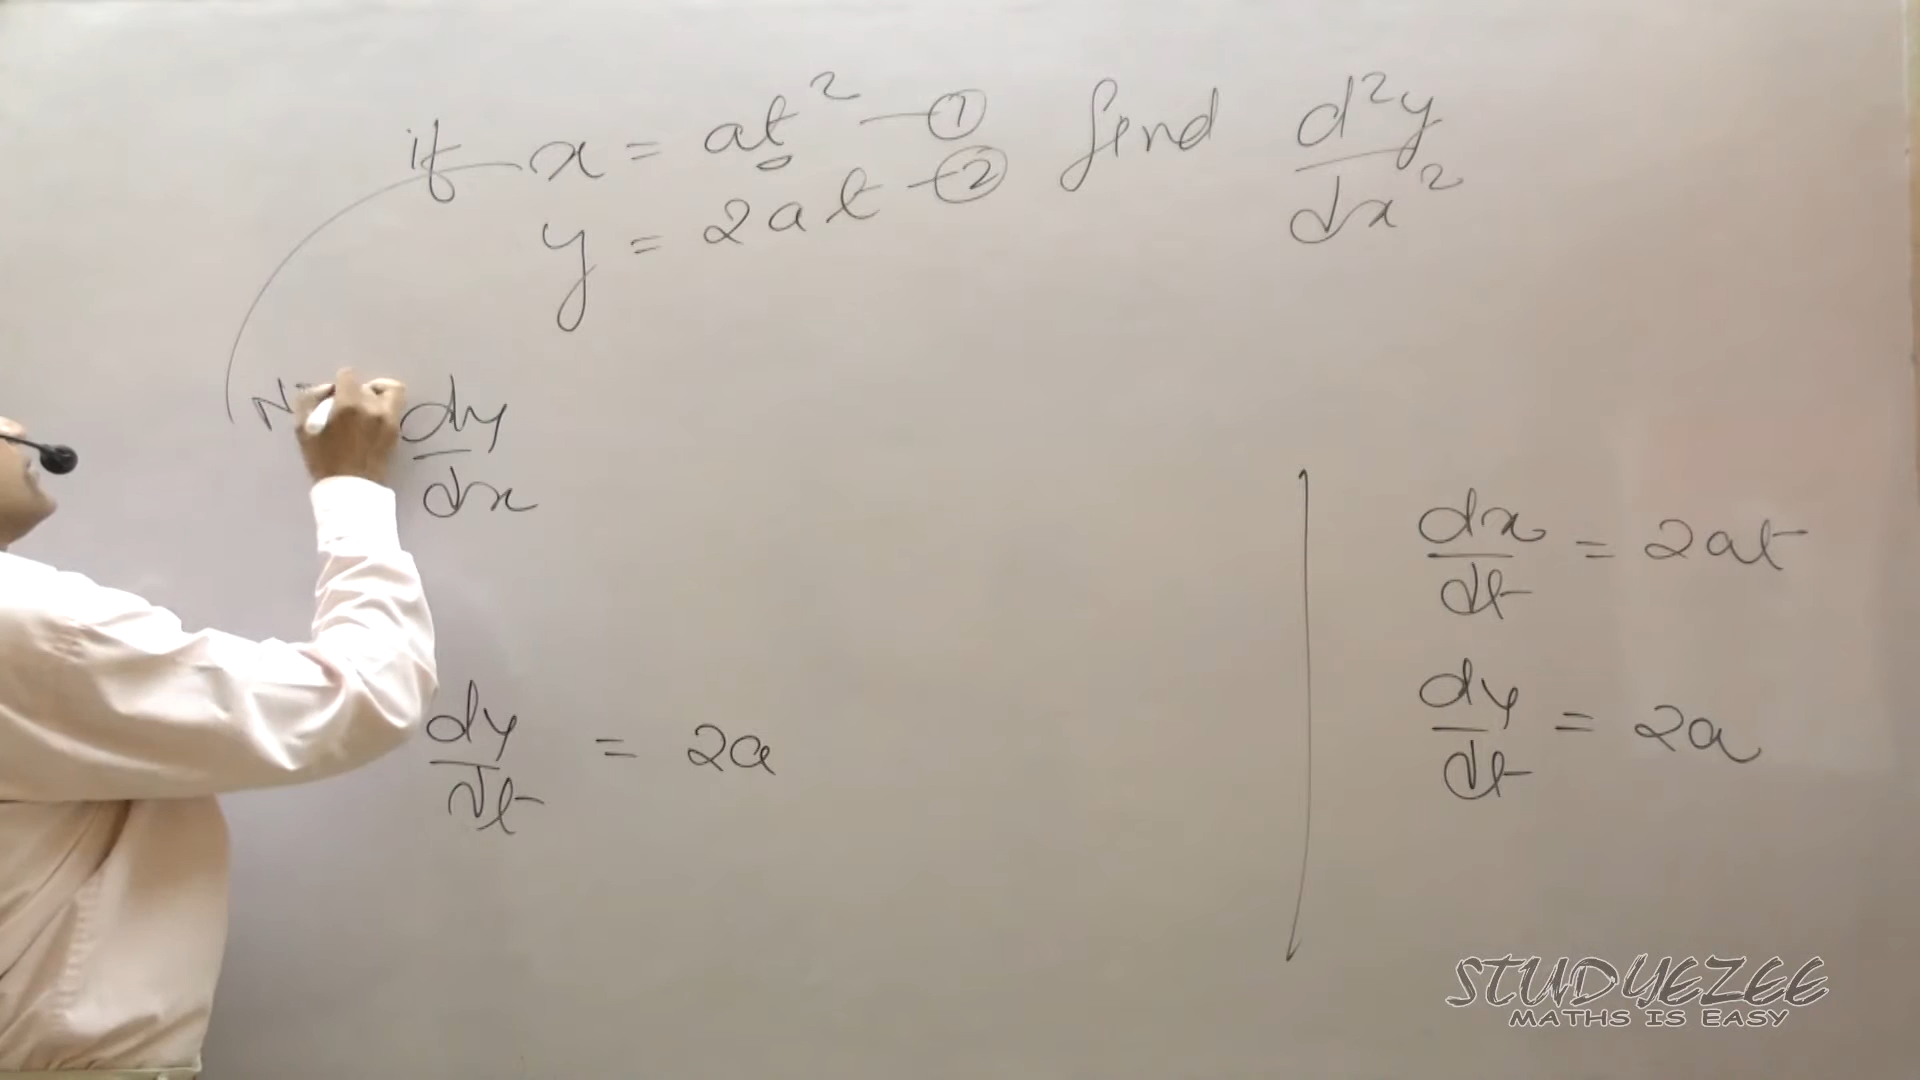 if x = at² — ①  find d²y/dx²
y = 2at — ②
dy/dx
dx/dt = 2at
dy/dt = 2a
dy/dt = 2a
STUDYEZEE
MATHS IS EASY